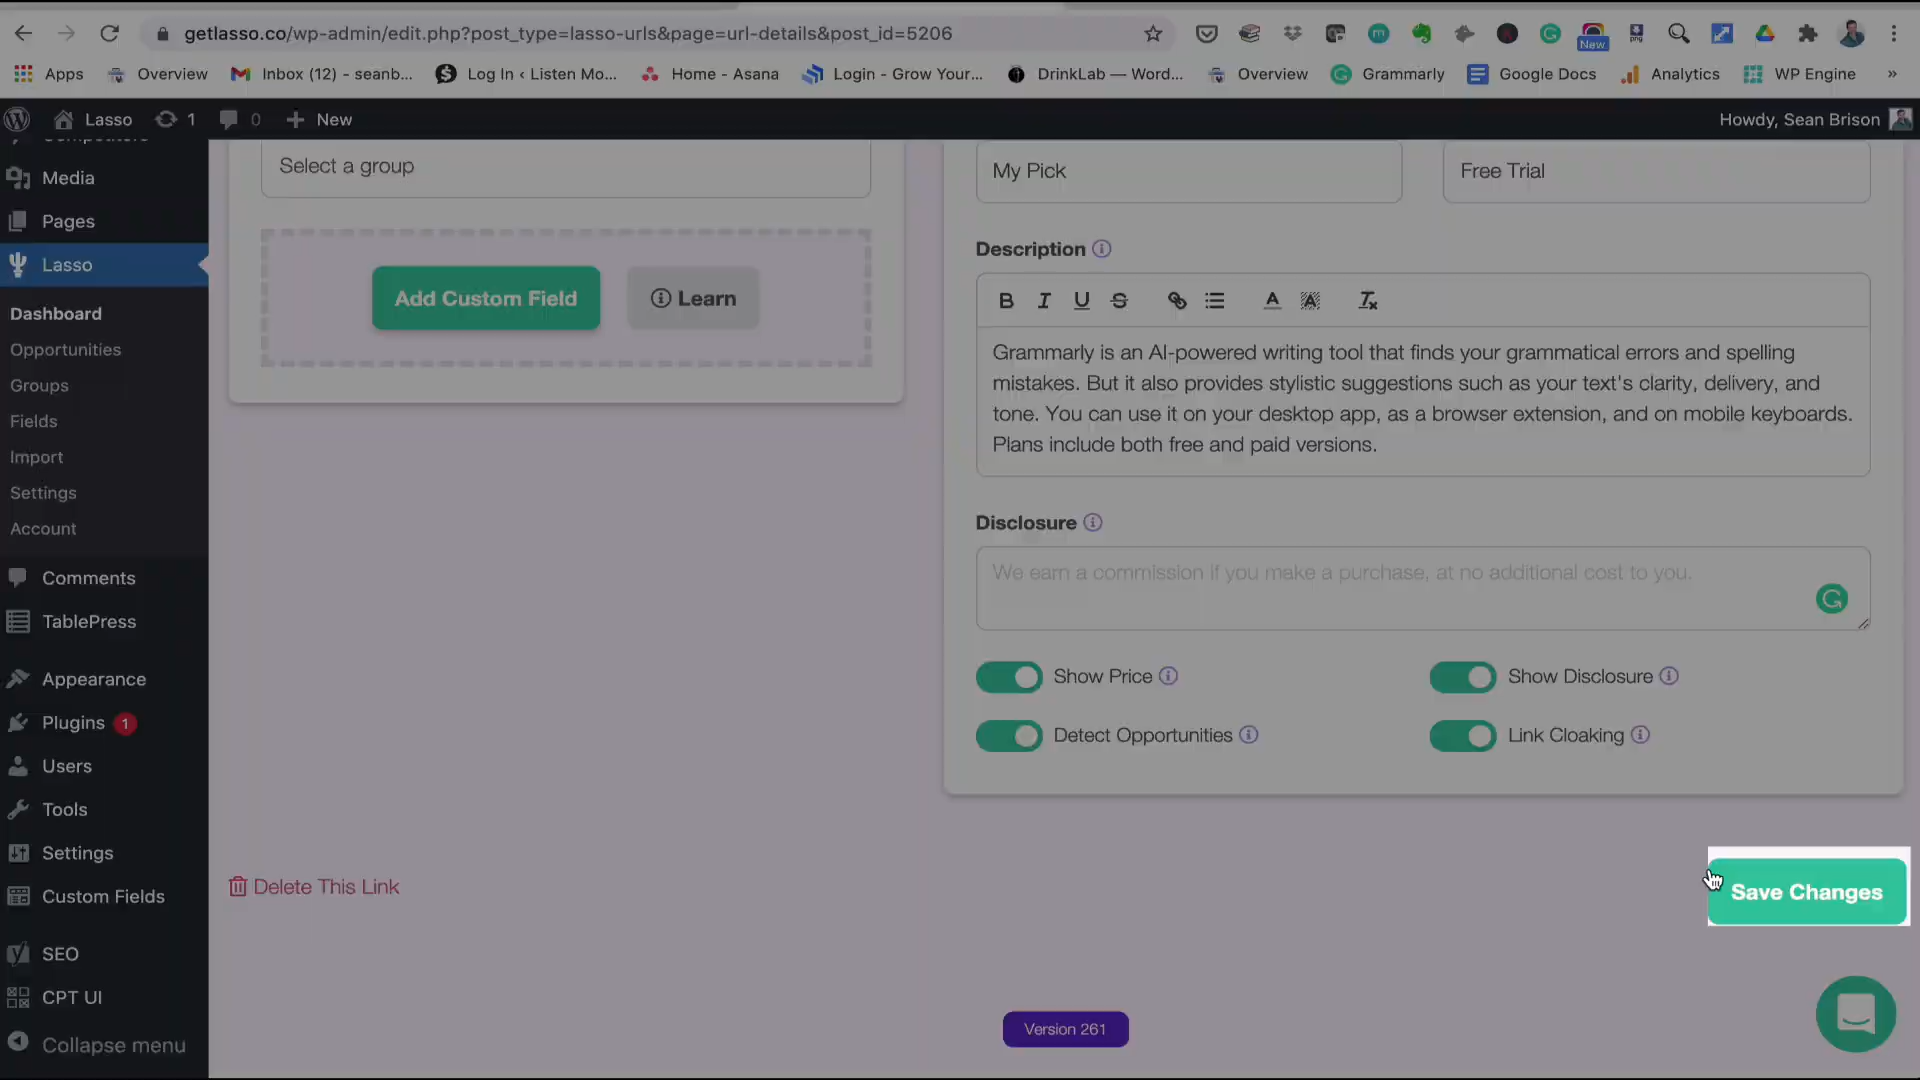 getlasso.co/wp-admin/edit.php?post_type=lasso-urls&page=url-details&post_id=5206
New
Apps
Overview
Inbox (12) - seanb...
Log In ‹ Listen Mo...
Home - Asana
Login - Grow Your...
DrinkLab — Word...
Overview
Grammarly
Google Docs
Analytics
WP Engine
»
Lasso
1
0
New
Howdy, Sean Brison
Media
Pages
Lasso
Dashboard
Opportunities
Groups
Fields
Import
Settings
Account
Comments
TablePress
Appearance
Plugins 1
Users
Tools
Settings
Custom Fields
SEO
CPT UI
Collapse menu
Select a group
Add Custom Field
Learn
Delete This Link
My Pick
Free Trial
Description
B I U S A A
Grammarly is an AI-powered writing tool that finds your grammatical errors and spelling
mistakes. But it also provides stylistic suggestions such as your text's clarity, delivery, and
tone. You can use it on your desktop app, as a browser extension, and on mobile keyboards.
Plans include both free and paid versions.
Disclosure
We earn a commission if you make a purchase, at no additional cost to you.
Show Price
Show Disclosure
Detect Opportunities
Link Cloaking
Save Changes
Version 261